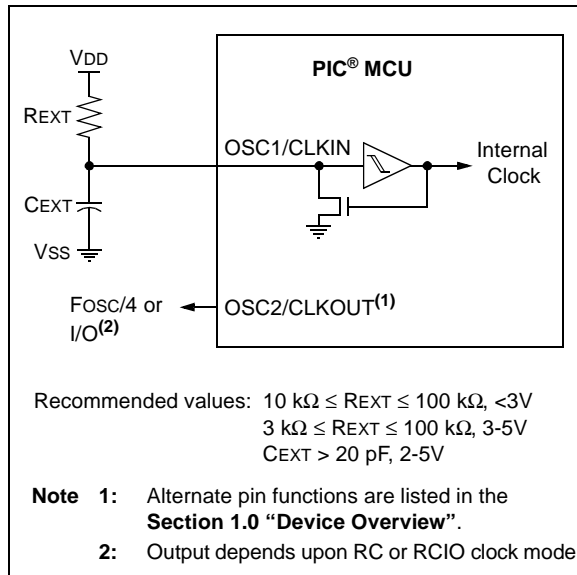 VDD
PIC® MCU
REXT
OSC1/CLKIN
Internal
Clock
CEXT
VSS
FOSC/4 or
I/O(2)
OSC2/CLKOUT(1)
Recommended values: 10 kΩ ≤ REXT ≤ 100 kΩ, <3V
3 kΩ ≤ REXT ≤ 100 kΩ, 3-5V
CEXT > 20 pF, 2-5V
Note 1: Alternate pin functions are listed in the
Section 1.0 “Device Overview”.
2: Output depends upon RC or RCIO clock mode